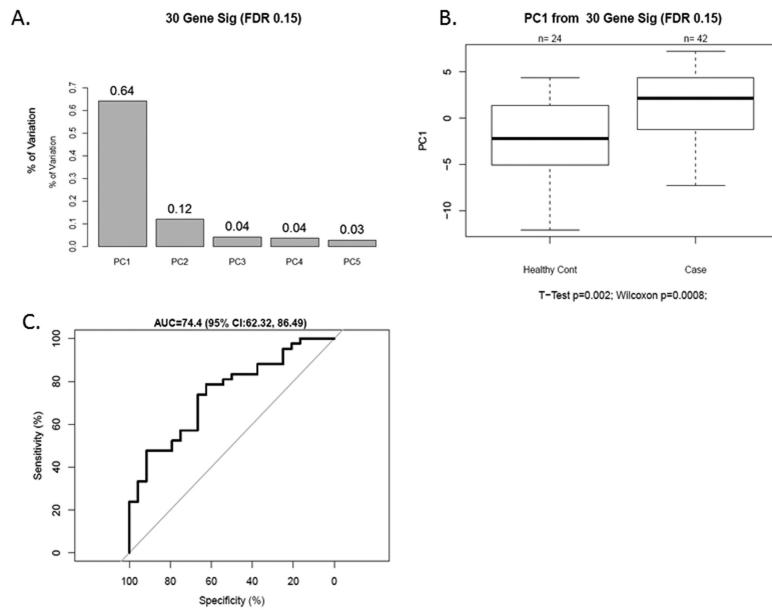 A.
30 Gene Sig (FDR 0.15)
% of Variation
% of Variation
0.7
0.6
0.5
0.4
0.3
0.2
0.1
0.0
0.64
0.12
0.04
0.04
0.03
PC1
PC2
PC3
PC4
PC5
B.
PC1 from 30 Gene Sig (FDR 0.15)
n= 24
n= 42
PC1
5
0
−5
−10
Healthy Cont
Case
T−Test p=0.002; Wilcoxon p=0.0008;
C.
AUC=74.4 (95% CI:62.32, 86.49)
Sensitivity (%)
100
80
60
40
20
0
100
80
60
40
20
0
Specificity (%)